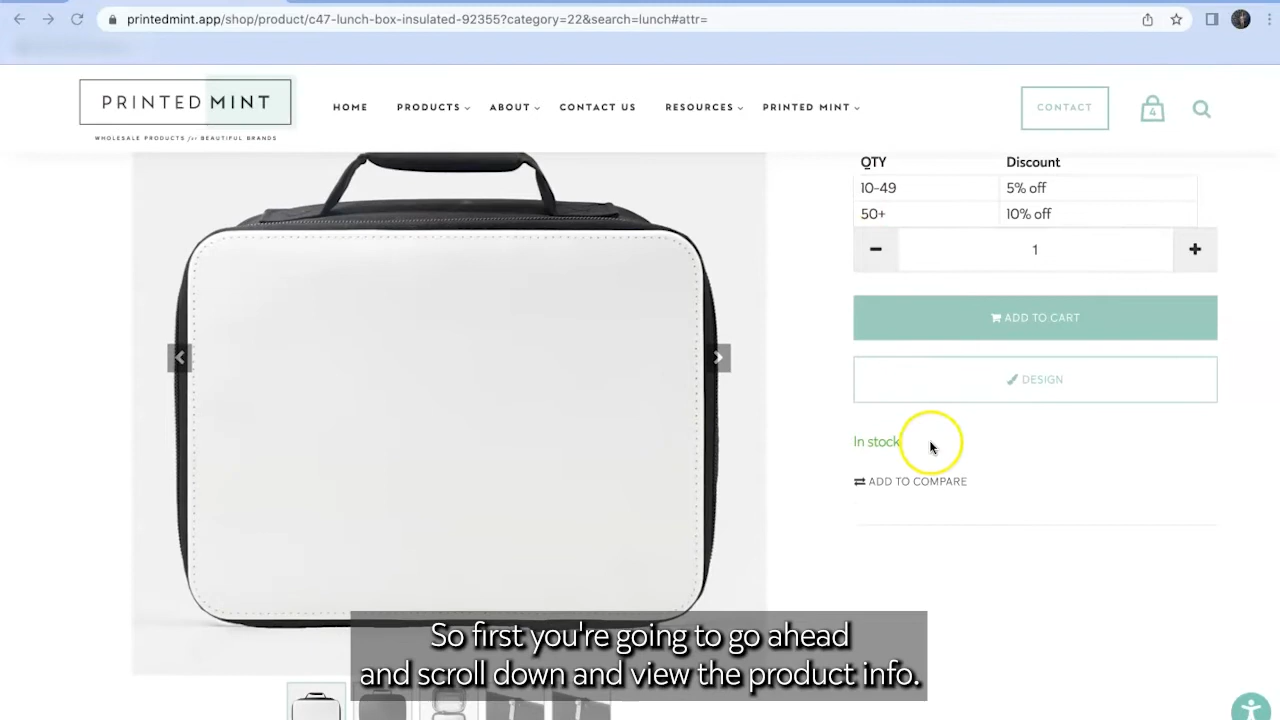 printedmint.app/shop/product/c47-lunch-box-insulated-92355?category=22&search=lunch#attr=
PRINTED MINT
WHOLESALE PRODUCTS for BEAUTIFUL BRANDS
HOME
PRODUCTS
ABOUT
CONTACT US
RESOURCES
PRINTED MINT
CONTACT
4
QTY Discount
10-49 5% off
50+ 10% off
- 1 +
ADD TO CART
DESIGN
In stock
ADD TO COMPARE
So first you're going to go ahead
and scroll down and view the product info.